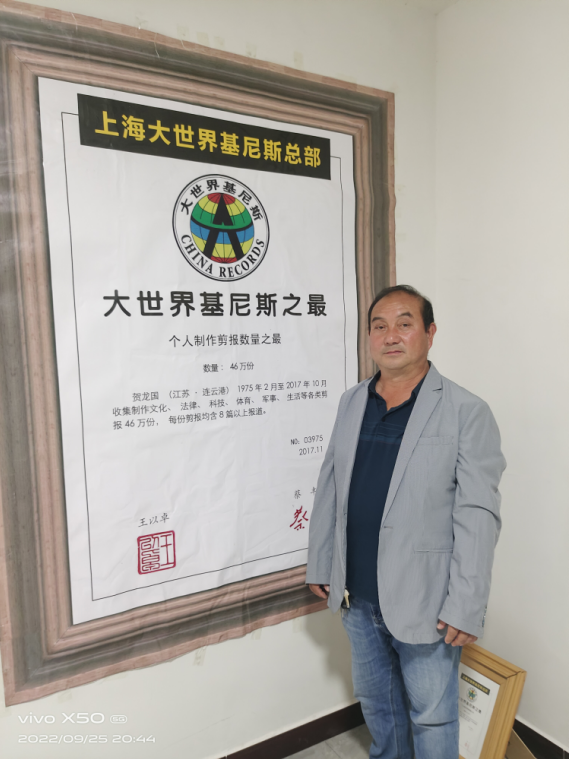 上海大世界基尼斯总部
大世界基尼斯
CHINA RECORDS
大世界基尼斯之最
个人制作剪报数量之最
数量：46万份
贺龙国 （江苏·连云港） 1975年2月至2017年10月
收集制作文化、法律、科技、体育、军事、生活等各类剪
报46万份，每份剪报均含8篇以上报道。
NO. 03975
2017.11
王以卓
蔡
蔡
vivo X50 5G
2022/09/25 20:44